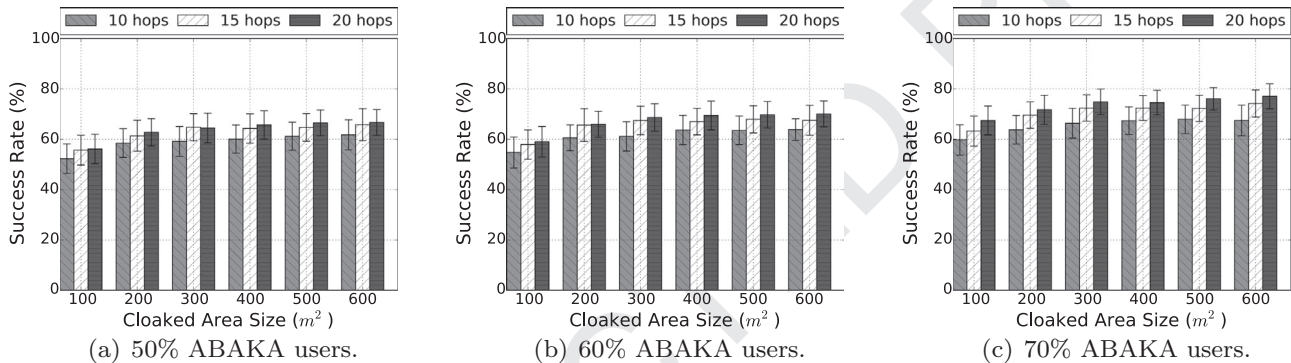 10 hops 15 hops 20 hops
100
80
60
40
20
0
Success Rate (%)
100 200 300 400 500 600
Cloaked Area Size (m²)
(a) 50% ABAKA users.
10 hops 15 hops 20 hops
100
80
60
40
20
0
Success Rate (%)
100 200 300 400 500 600
Cloaked Area Size (m²)
(b) 60% ABAKA users.
10 hops 15 hops 20 hops
100
80
60
40
20
0
Success Rate (%)
100 200 300 400 500 600
Cloaked Area Size (m²)
(c) 70% ABAKA users.